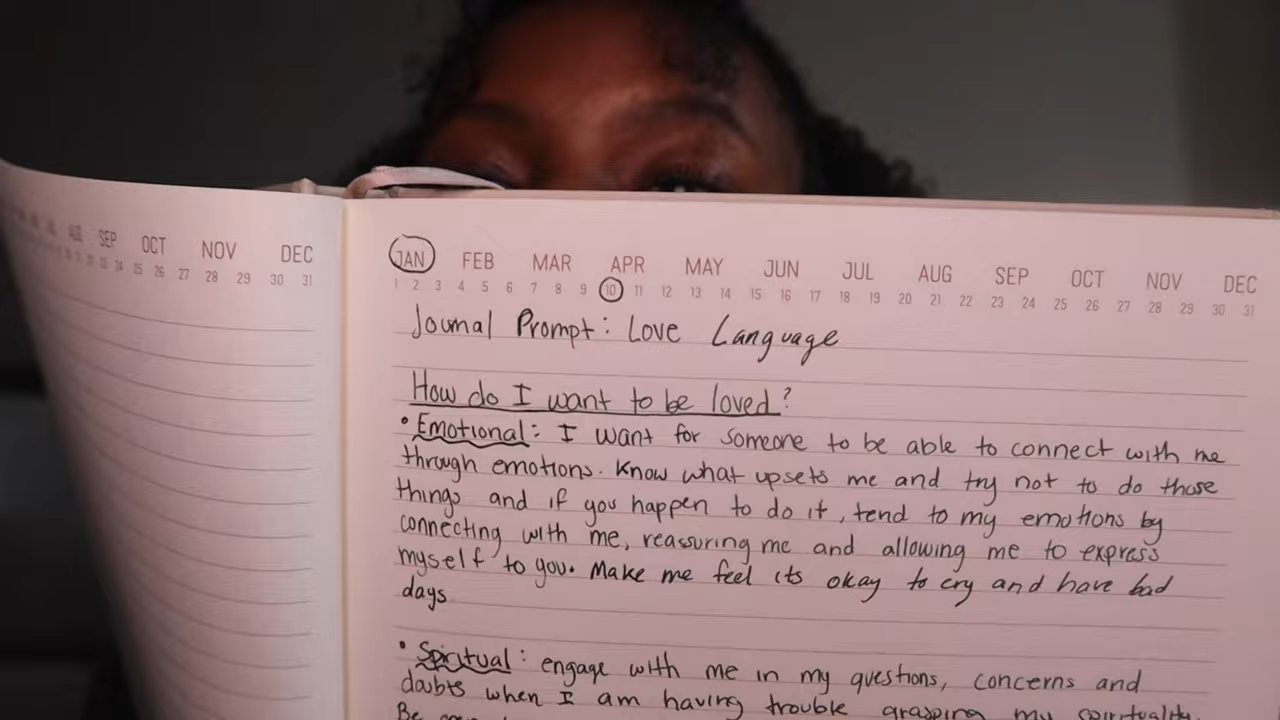 AUG SEP OCT NOV DEC
24 25 26 27 28 29 30 31
JAN FEB MAR APR MAY JUN JUL AUG SEP OCT NOV DEC
1 2 3 4 5 6 7 8 9 10 11 12 13 14 15 16 17 18 19 20 21 22 23 24 25 26 27 28 29 30 31
Journal Prompt: Love Language
How do I want to be loved?
• Emotional: I want for someone to be able to connect with me
through emotions. Know what upsets me and try not to do those
things and if you happen to do it, tend to my emotions by
connecting with me, reassuring me and allowing me to express
myself to you. Make me feel its okay to cry and have bad
days
• Spiritual: engage with me in my questions, concerns and
doubts when I am having trouble grasping my spirituality.
Be